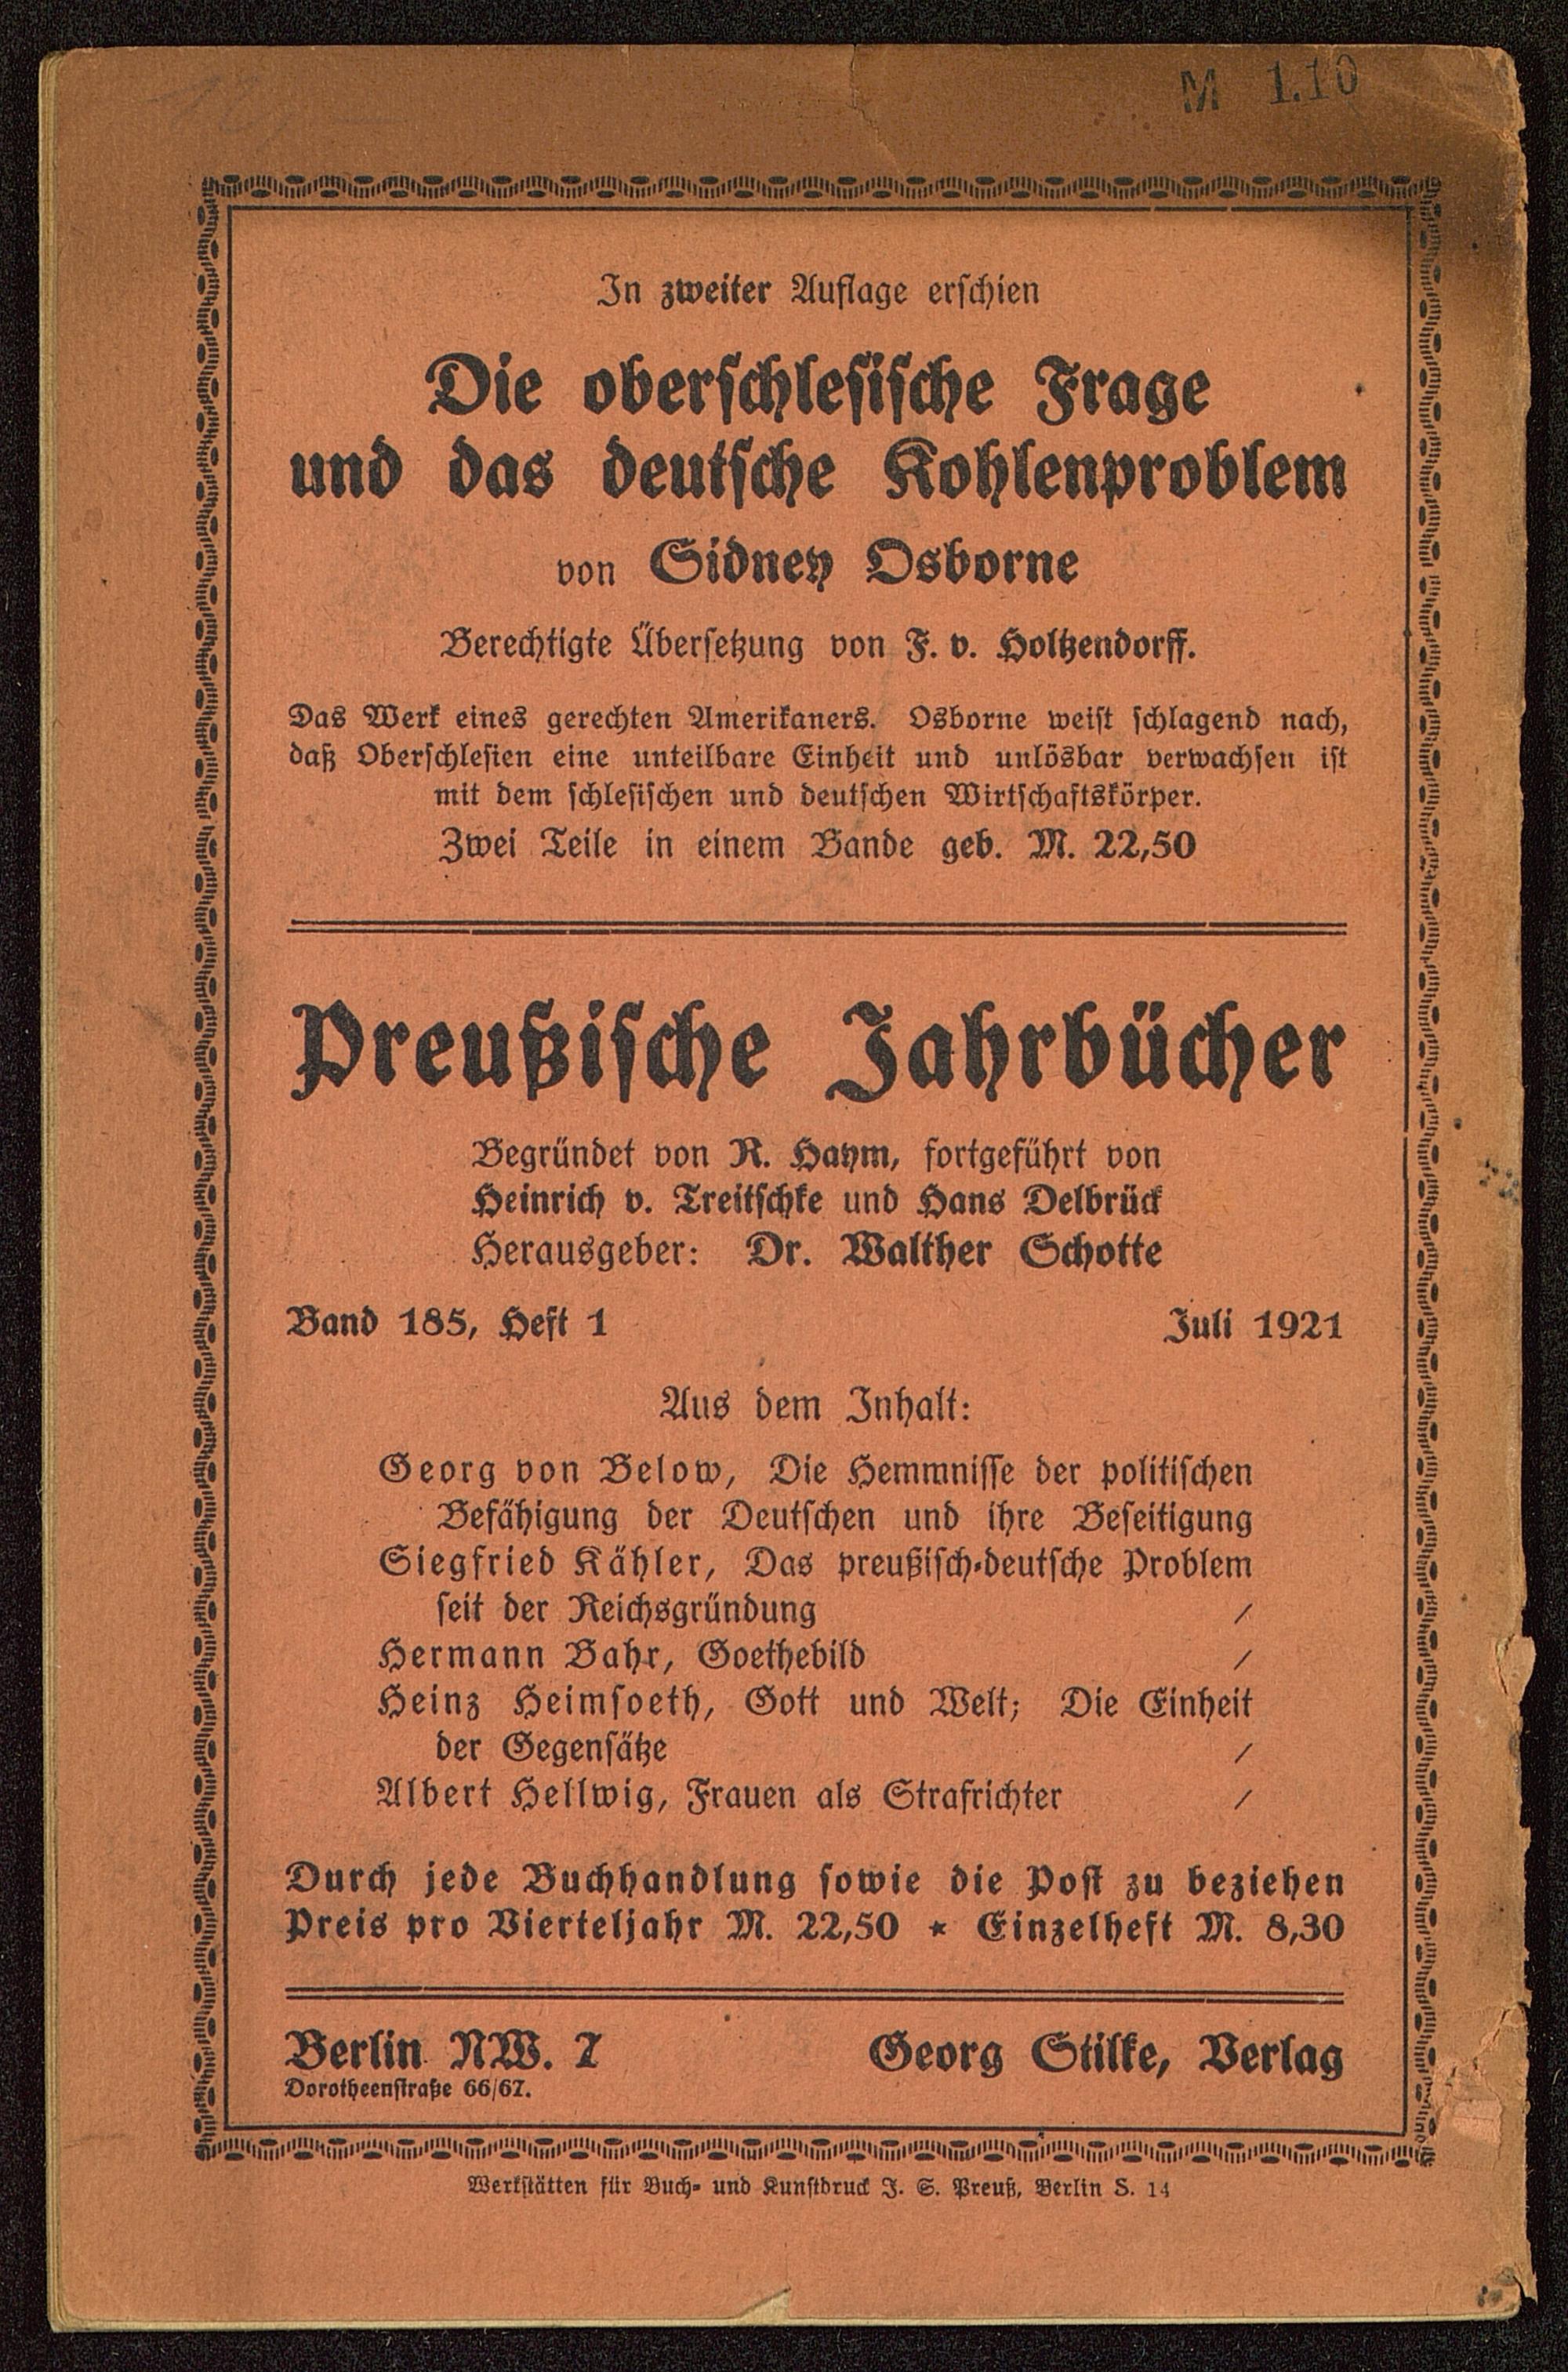 M 1.10
In zweiter Auflage erschien
Die oberschlesische Frage
und das deutsche Kohlenproblem
von Sidney Osborne
Berechtigte Übersetzung von F. v. Holtzendorff.
Das Werk eines gerechten Amerikaners. Osborne weist schlagend nach,
daß Oberschlesien eine unteilbare Einheit und unlösbar verwachsen ist
mit dem schlesischen und deutschen Wirtschaftskörper.
Zwei Teile in einem Bande geb. M. 22,50
Preußische Jahrbücher
Begründet von R. Haym, fortgeführt von
Heinrich v. Treitschke und Hans Delbrück
Herausgeber: Dr. Walther Schotte
Band 185, Heft 1 Juli 1921
Aus dem Inhalt:
Georg von Below, Die Hemmnisse der politischen
Befähigung der Deutschen und ihre Beseitigung
Siegfried Kähler, Das preußisch-deutsche Problem
seit der Reichsgründung /
Hermann Bahr, Goethebild /
Heinz Heimsoeth, Gott und Welt; Die Einheit
der Gegensätze /
Albert Hellwig, Frauen als Strafrichter /
Durch jede Buchhandlung sowie die Post zu beziehen
Preis pro Vierteljahr M. 22,50 * Einzelheft M. 8,30
Berlin NW. 7 Georg Stilke, Verlag
Dorotheenstraße 66/67.
Werkstätten für Buch- und Kunstdruck J. S. Preuß, Berlin S. 14